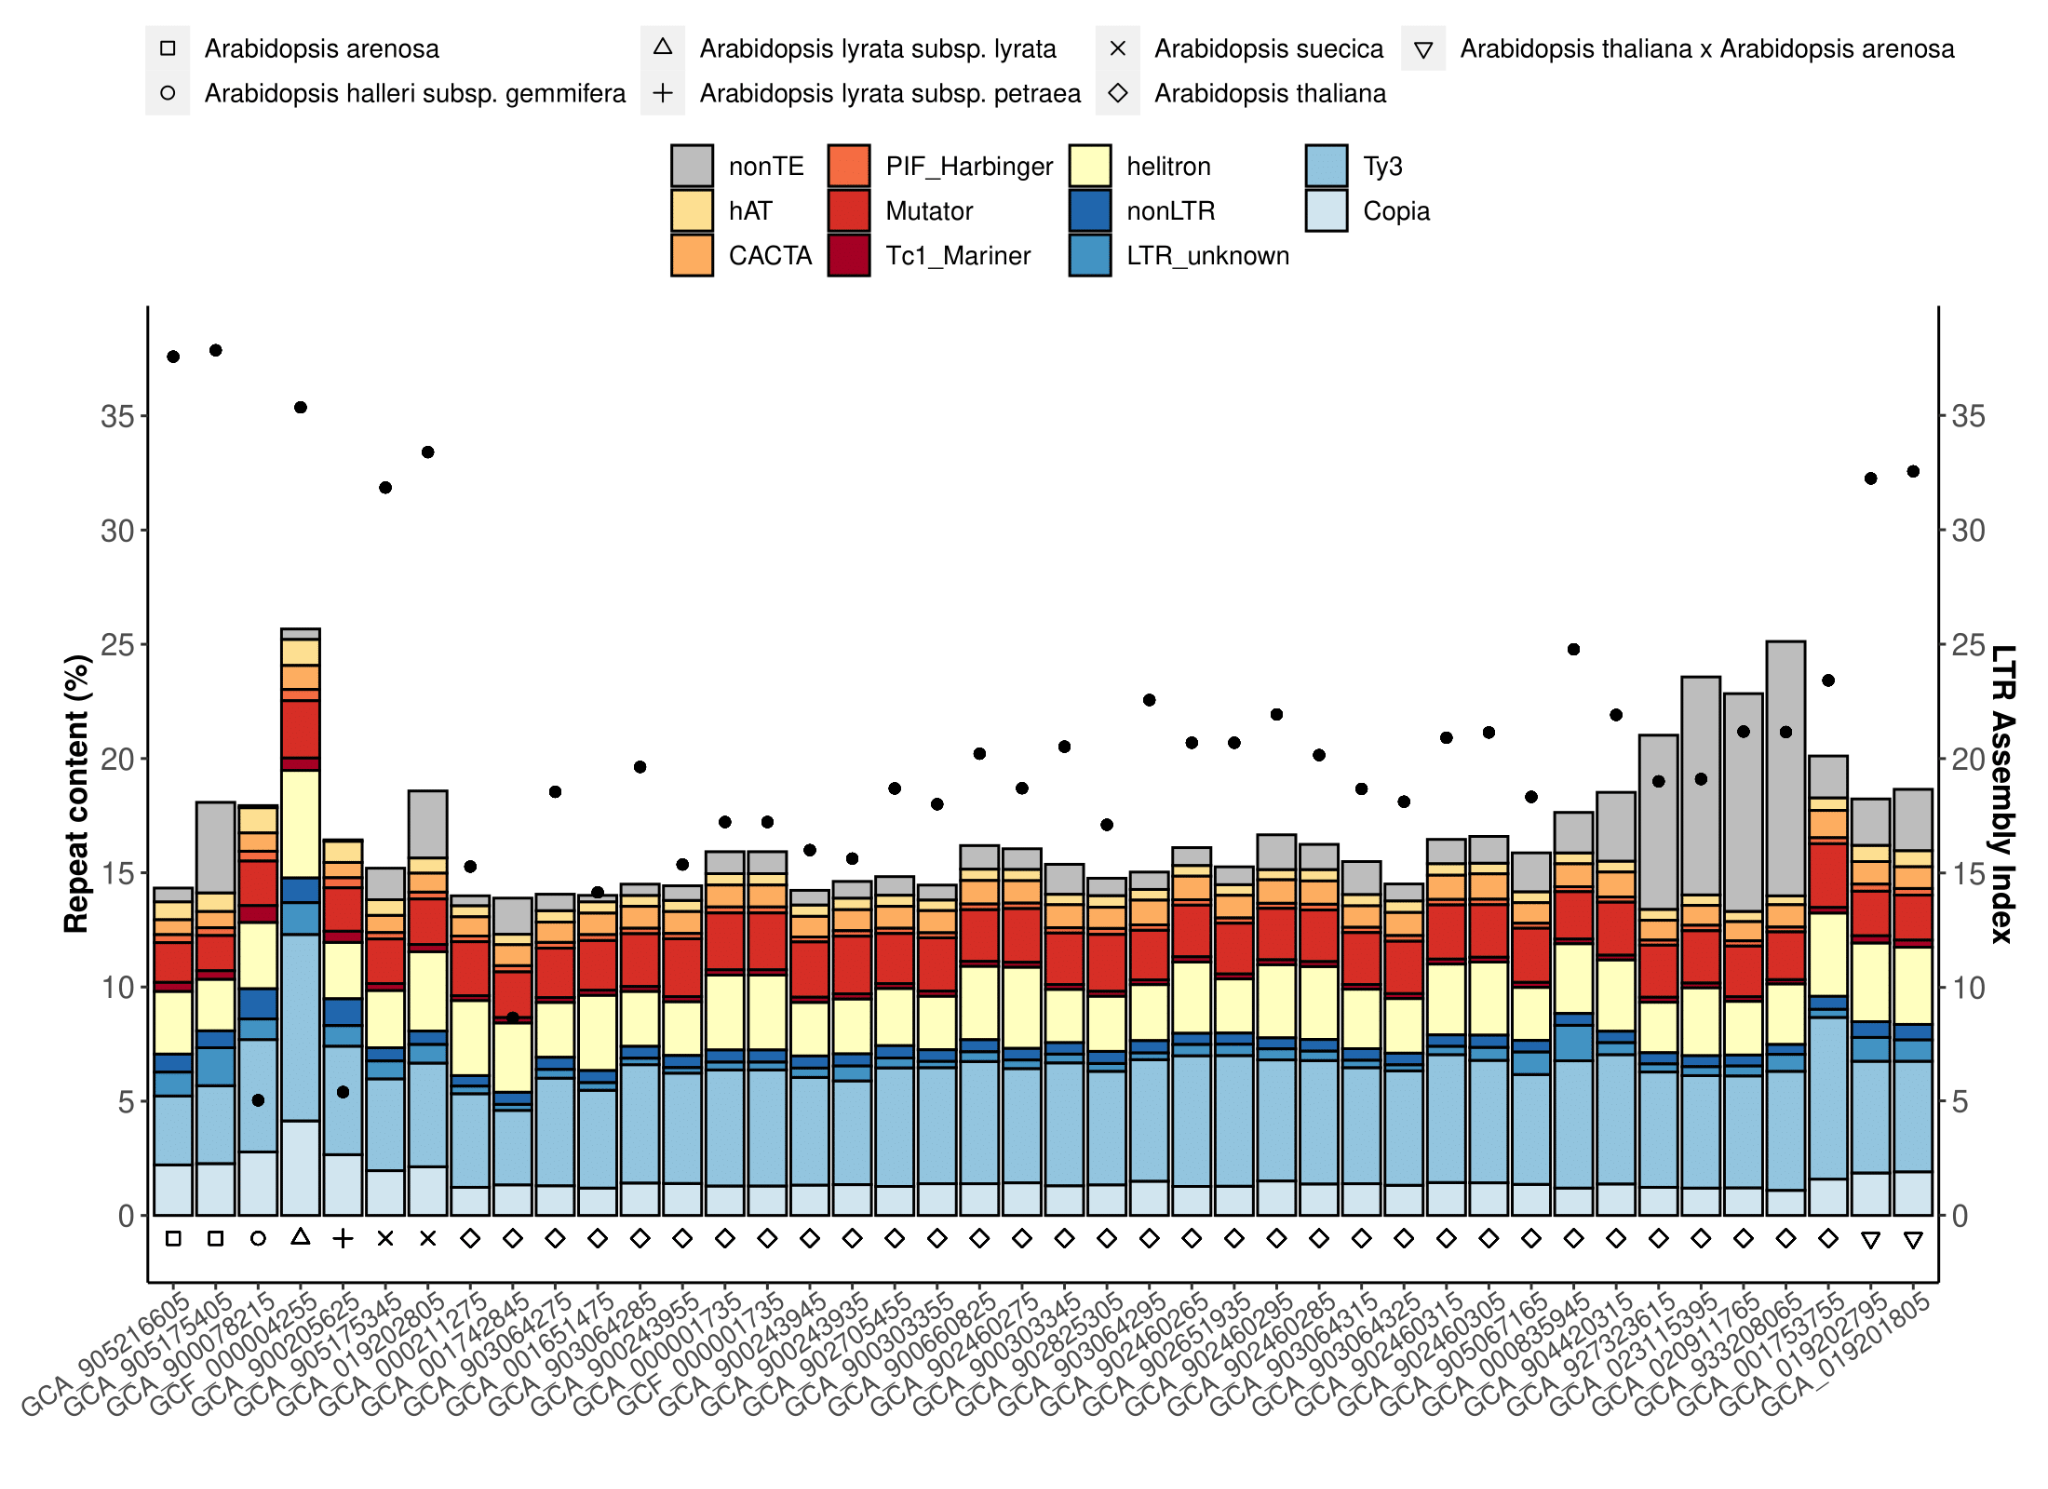 Arabidopsis arenosa
Arabidopsis lyrata subsp. lyrata
Arabidopsis suecica
Arabidopsis thaliana x Arabidopsis arenosa
Arabidopsis halleri subsp. gemmifera
Arabidopsis lyrata subsp. petraea
Arabidopsis thaliana
nonTE
PIF_Harbinger
helitron
Ty3
hAT
Mutator
nonLTR
Copia
CACTA
Tc1_Mariner
LTR_unknown
Repeat content (%)
35
30
25
20
15
10
5
0
35
30
25
20
15
10
5
0
LTR Assembly Index
GCA_905216605
GCA_905175405
GCA_900078215
GCF_000004255
GCA_900205625
GCA_905175345
GCA_019202805
GCA_000211275
GCA_001742845
GCA_903064275
GCA_001651475
GCA_903064285
GCA_900243955
GCA_000001735
GCF_000001735
GCA_900243945
GCA_900243935
GCA_902705455
GCA_900303355
GCA_900660825
GCA_902460275
GCA_900303345
GCA_902825305
GCA_903064295
GCA_902460265
GCA_902651935
GCA_902460295
GCA_902460285
GCA_903064315
GCA_903064325
GCA_902460315
GCA_902460305
GCA_905067165
GCA_000835945
GCA_904420315
GCA_927323615
GCA_023115395
GCA_020911765
GCA_933208065
GCA_001753755
GCA_019202795
GCA_019201805